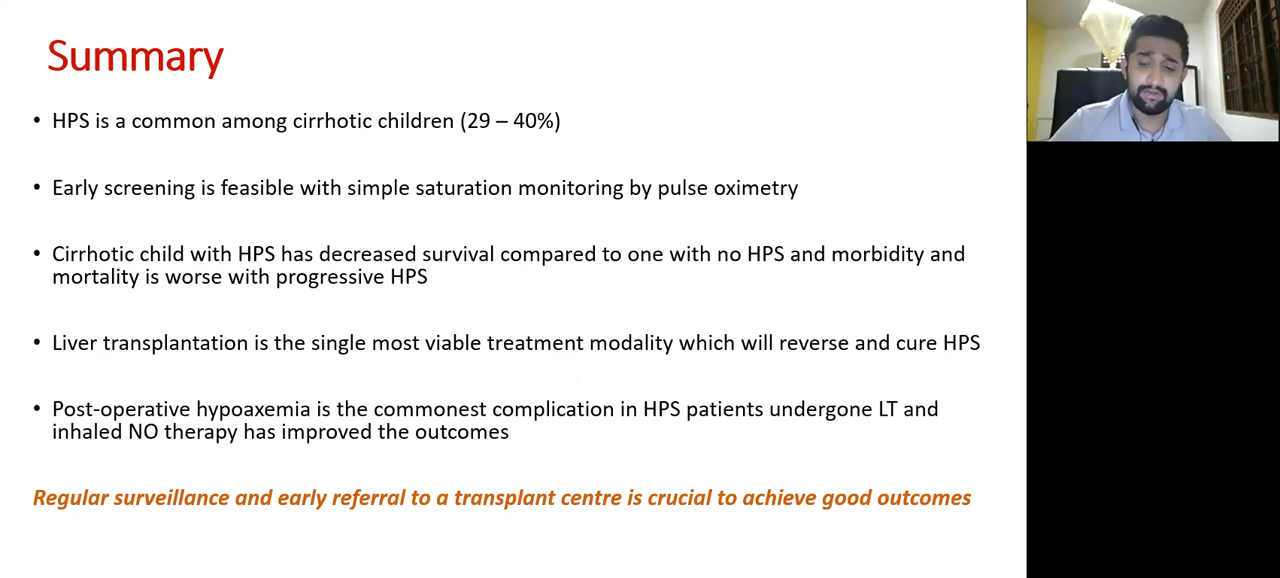 Summary
• HPS is a common among cirrhotic children (29 – 40%)
• Early screening is feasible with simple saturation monitoring by pulse oximetry
• Cirrhotic child with HPS has decreased survival compared to one with no HPS and morbidity and
mortality is worse with progressive HPS
• Liver transplantation is the single most viable treatment modality which will reverse and cure HPS
• Post-operative hypoaxemia is the commonest complication in HPS patients undergone LT and
inhaled NO therapy has improved the outcomes
Regular surveillance and early referral to a transplant centre is crucial to achieve good outcomes